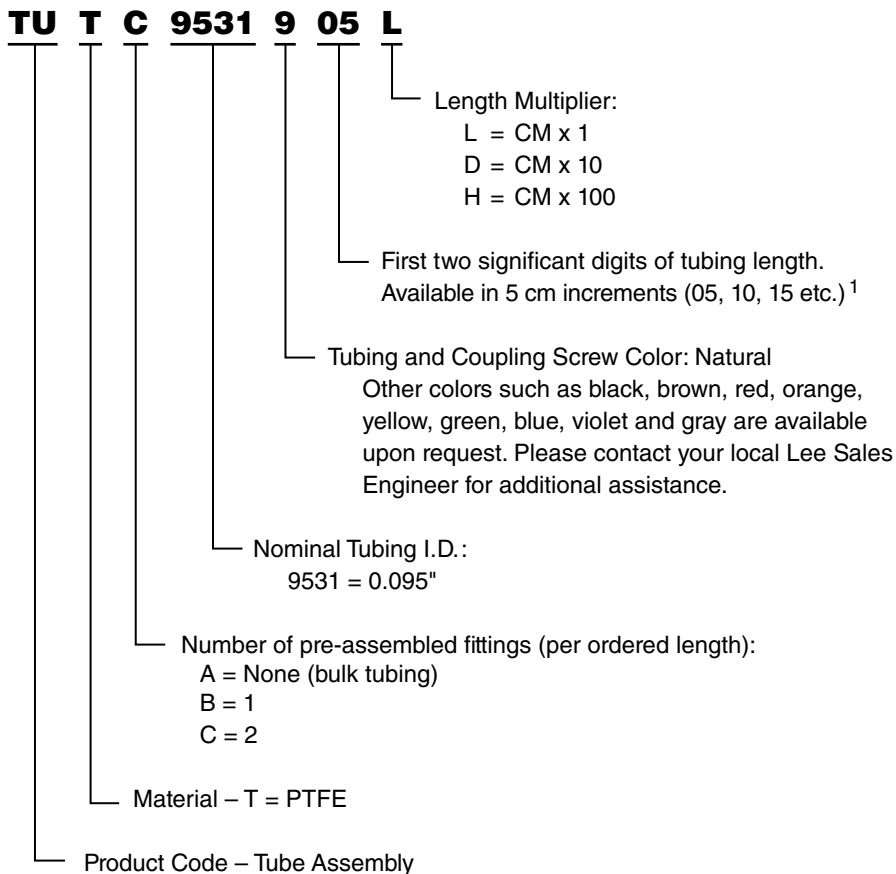 TU T C 9531 9 05 L
Length Multiplier:
L = CM x 1
D = CM x 10
H = CM x 100
First two significant digits of tubing length.
Available in 5 cm increments (05, 10, 15 etc.) 1
Tubing and Coupling Screw Color: Natural
Other colors such as black, brown, red, orange,
yellow, green, blue, violet and gray are available
upon request. Please contact your local Lee Sales
Engineer for additional assistance.
Nominal Tubing I.D.:
9531 = 0.095"
Number of pre-assembled fittings (per ordered length):
A = None (bulk tubing)
B = 1
C = 2
Material – T = PTFE
Product Code – Tube Assembly